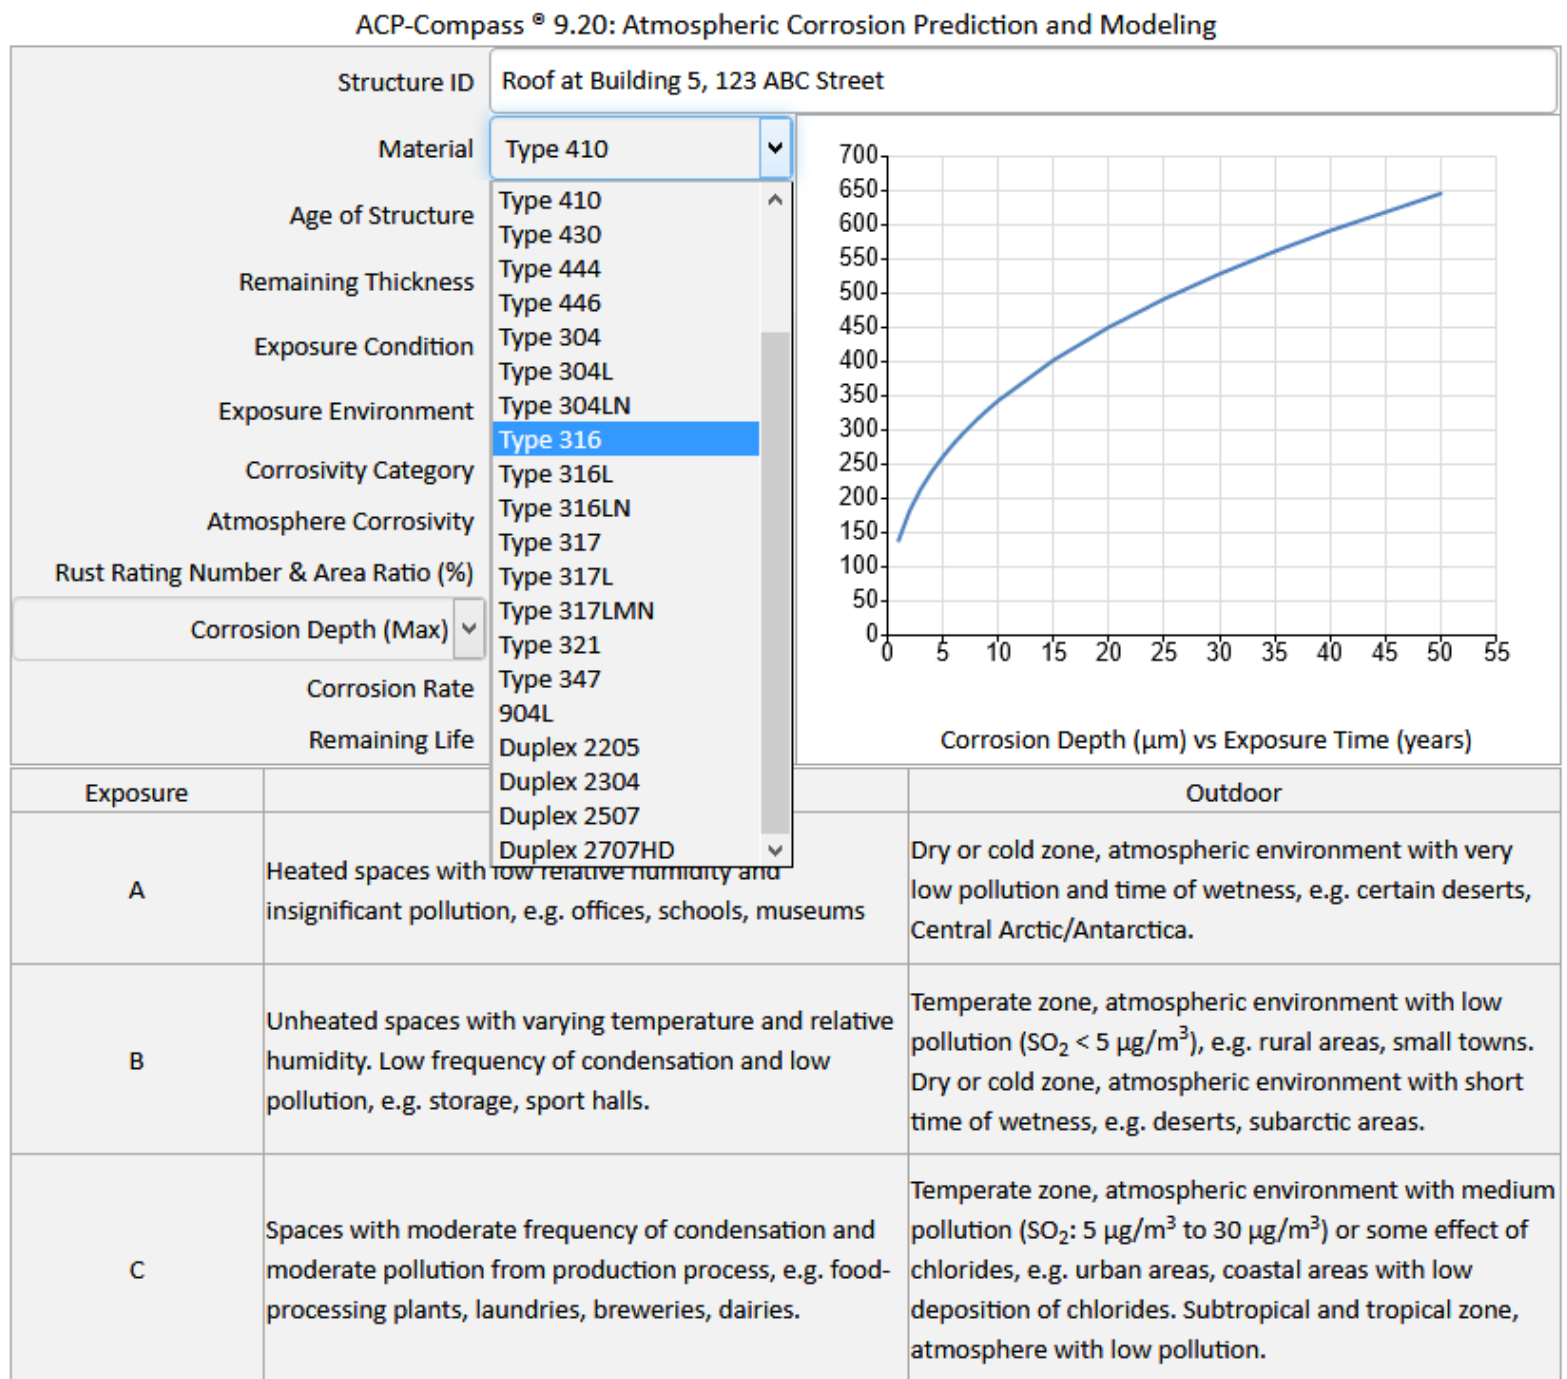 ACP-Compass ® 9.20: Atmospheric Corrosion Prediction and Modeling
Structure ID
Roof at Building 5, 123 ABC Street
Material
Type 410
Age of Structure
Remaining Thickness
Exposure Condition
Exposure Environment
Corrosivity Category
Atmosphere Corrosivity
Rust Rating Number & Area Ratio (%)
Corrosion Depth (Max)
Corrosion Rate
Remaining Life
Type 410
Type 430
Type 444
Type 446
Type 304
Type 304L
Type 304LN
Type 316
Type 316L
Type 316LN
Type 317
Type 317L
Type 317LMN
Type 321
Type 347
904L
Duplex 2205
Duplex 2304
Duplex 2507
Duplex 2707HD
700
650
600
550
500
450
400
350
300
250
200
150
100
50
0
0 5 10 15 20 25 30 35 40 45 50 55
Corrosion Depth (µm) vs Exposure Time (years)
Exposure
Outdoor
A
Heated spaces with low relative humidity and
insignificant pollution, e.g. offices, schools, museums
Dry or cold zone, atmospheric environment with very
low pollution and time of wetness, e.g. certain deserts,
Central Arctic/Antarctica.
B
Unheated spaces with varying temperature and relative
humidity. Low frequency of condensation and low
pollution, e.g. storage, sport halls.
Temperate zone, atmospheric environment with low
pollution (SO₂ < 5 µg/m³), e.g. rural areas, small towns.
Dry or cold zone, atmospheric environment with short
time of wetness, e.g. deserts, subarctic areas.
C
Spaces with moderate frequency of condensation and
moderate pollution from production process, e.g. food-
processing plants, laundries, breweries, dairies.
Temperate zone, atmospheric environment with medium
pollution (SO₂: 5 µg/m³ to 30 µg/m³) or some effect of
chlorides, e.g. urban areas, coastal areas with low
deposition of chlorides. Subtropical and tropical zone,
atmosphere with low pollution.